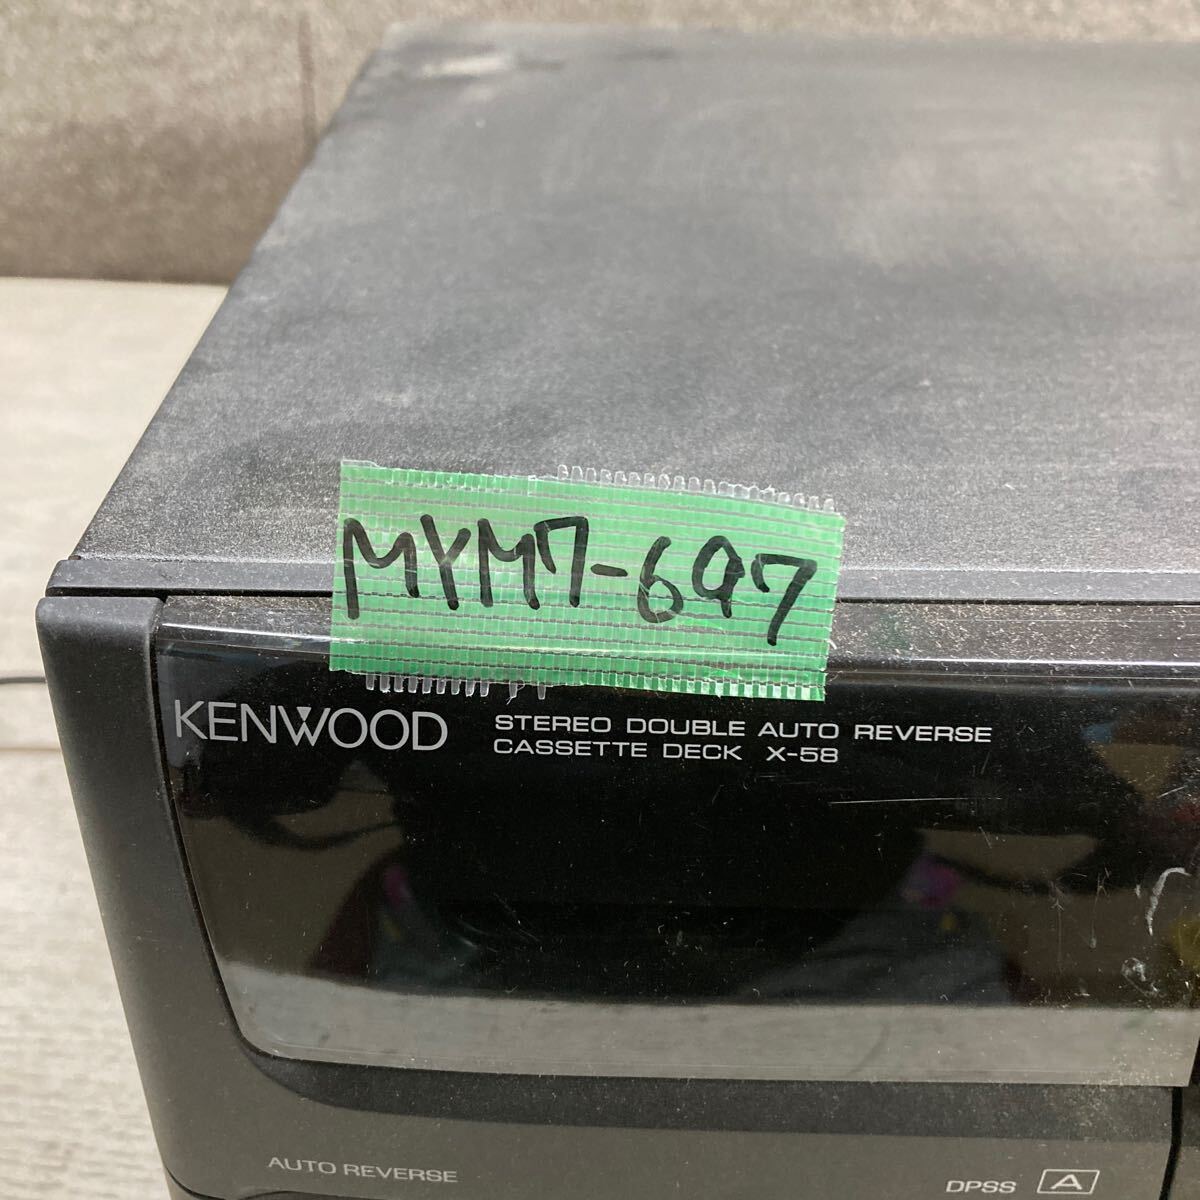 MYM7-697
KENWOOD
STEREO DOUBLE AUTO REVERSE
CASSETTE DECK X-58
AUTO REVERSE
DPSS A